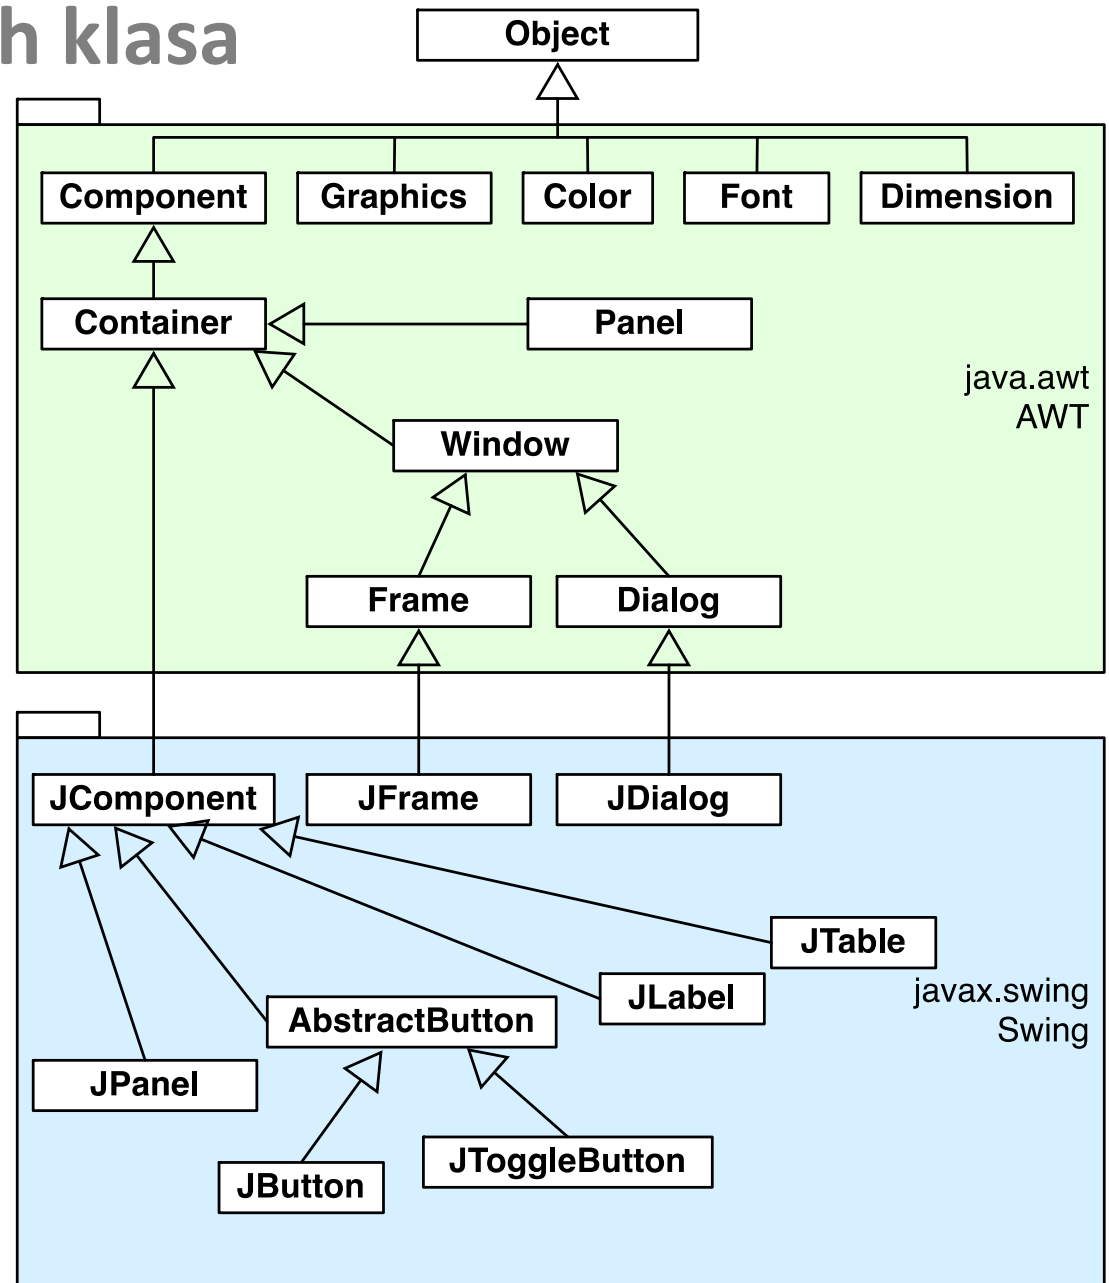 h klasa
Object
Component
Graphics
Color
Font
Dimension
Container
Panel
java.awt
AWT
Window
Frame
Dialog
JComponent
JFrame
JDialog
JTable
JLabel
javax.swing
Swing
AbstractButton
JPanel
JToggleButton
JButton